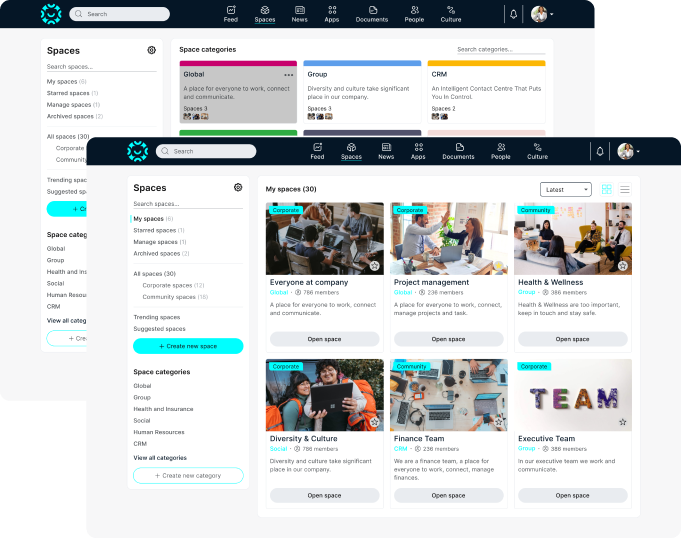 Search
Feed
Spaces
News
Apps
Documents
People
Culture
Spaces
Search spaces...
My spaces (6)
Starred spaces (1)
Manage spaces (1)
Archived spaces (2)
All spaces (30)
Corporate
Community
Trending spac
Suggested sp
Space categ
Global
Group
Health and Ins
Social
Human Resou
CRM
View all categ
Space categories
Search categories...
Global
A place for everyone to work, connect
and communicate.
Spaces 3
Group
Diversity and culture take significant
place in our company.
Spaces 3
CRM
An Intelligent Contact Centre That Puts
You In Control.
Spaces 2
Search
Feed
Spaces
News
Apps
Documents
People
Culture
Spaces
Search spaces...
My spaces (6)
Starred spaces (1)
Manage spaces (1)
Archived spaces (2)
All spaces (30)
Corporate spaces (12)
Community spaces (18)
Trending spaces
Suggested spaces
+ Create new space
Space categories
Global
Group
Health and Insurance
Social
Human Resources
CRM
View all categories
+ Create new category
My spaces (30)
Latest
Corporate
Everyone at company
Global · 786 members
A place for everyone to work, connect
and communicate.
Open space
Corporate
Project management
Global · 236 members
A place for everyone to work, connect,
manage projects and task.
Open space
Community
Health & Wellness
Group · 386 members
Health & Wellness are too important,
keep in touch and stay safe.
Open space
Corporate
Diversity & Culture
Social · 786 members
Diversity and culture take significant
place in our company.
Open space
Community
Finance Team
CRM · 236 members
We are a finance team, a place for
everyone to work, connect, manage
finances.
Open space
Corporate
TEAM
Executive Team
Group · 386 members
In our executive team we work and
communicate.
Open space